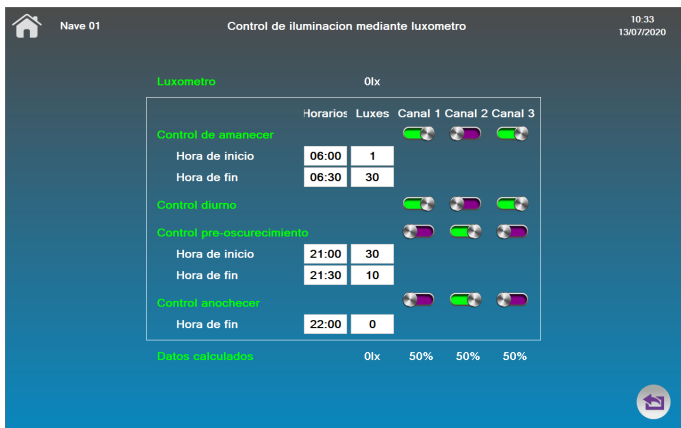 Nave 01 Control de iluminacion mediante luxometro 10:33
13/07/2020
Luxometro 0lx
Horarios Luxes Canal 1 Canal 2 Canal 3
Control de amanecer
Hora de inicio 06:00 1
Hora de fin 06:30 30
Control diurno
Control pre-oscurecimiento
Hora de inicio 21:00 30
Hora de fin 21:30 10
Control anochecer
Hora de fin 22:00 0
Datos calculados 0lx 50% 50% 50%